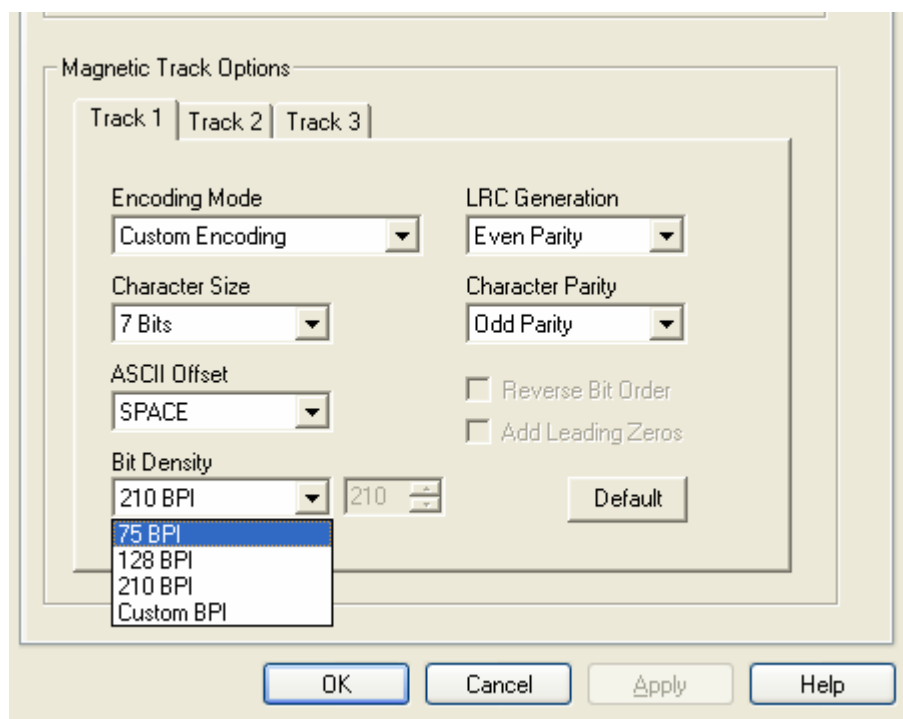 Magnetic Track Options
Track 1 Track 2 Track 3
Encoding Mode LRC Generation
Custom Encoding Even Parity
Character Size Character Parity
7 Bits Odd Parity
ASCII Offset
SPACE Reverse Bit Order
Add Leading Zeros
Bit Density
210 BPI 210 Default
75 BPI
128 BPI
210 BPI
Custom BPI
OK Cancel Apply Help